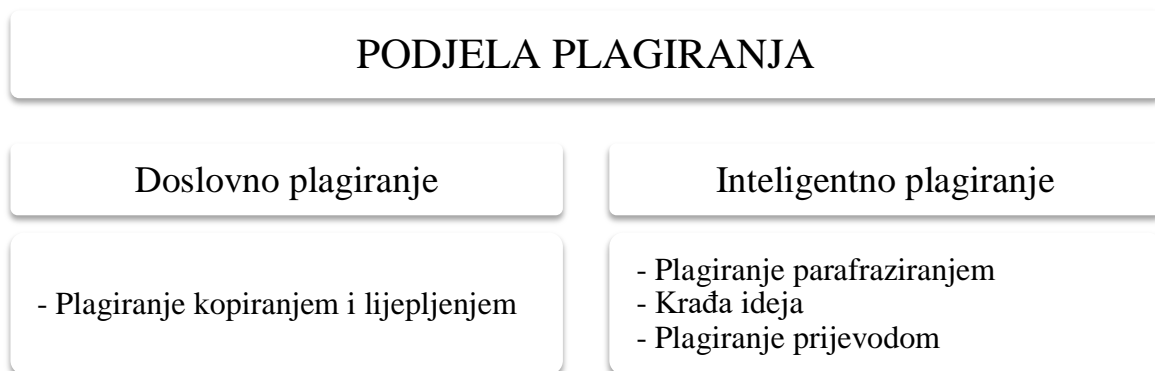 PODJELA PLAGIRANJA
Doslovno plagiranje
Inteligentno plagiranje
- Plagiranje kopiranjem i lijepljenjem
- Plagiranje parafraziranjem
- Krađa ideja
- Plagiranje prijevodom